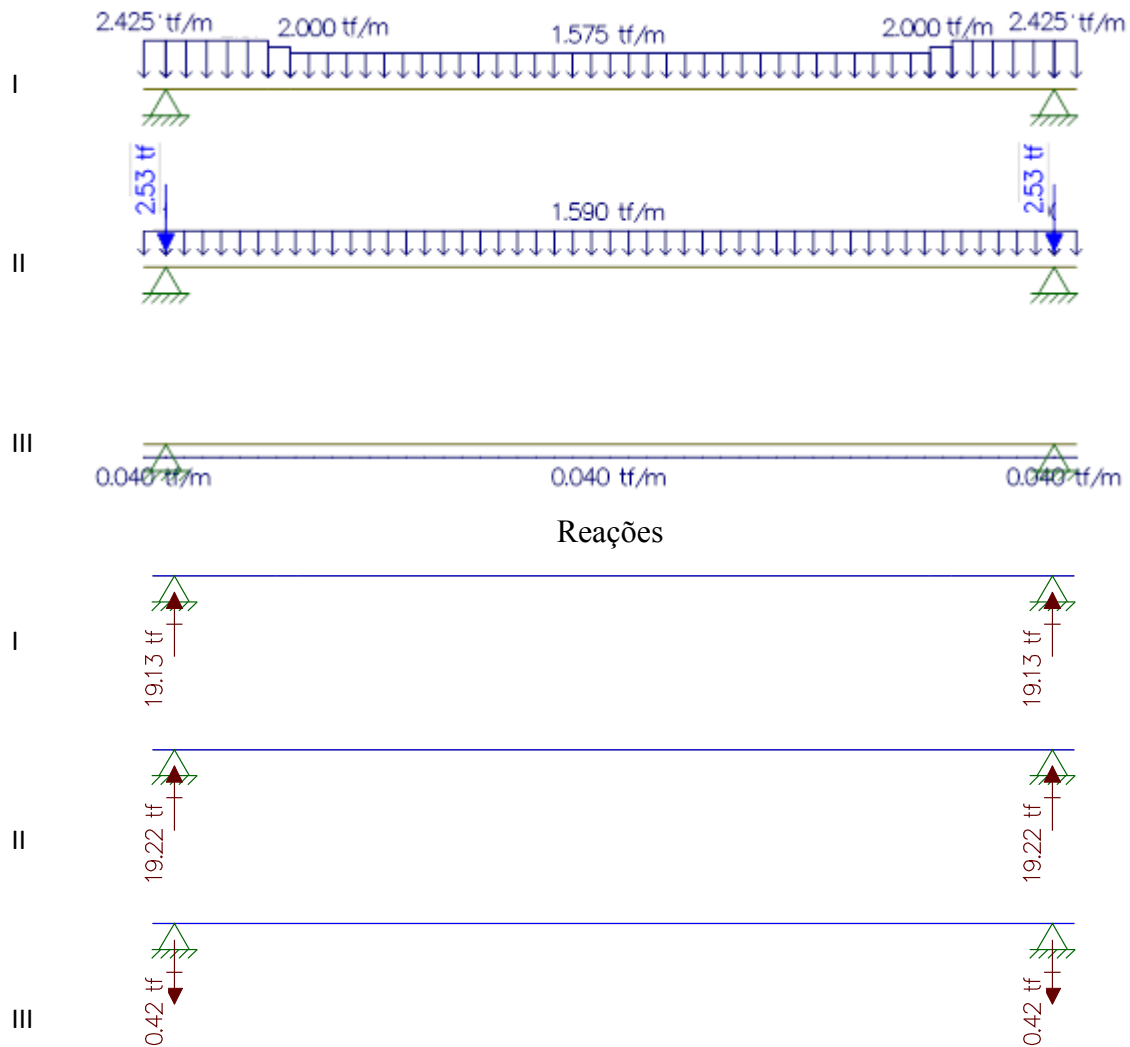 2.425 tf/m 2.000 tf/m 1.575 tf/m 2.000 tf/m 2.425 tf/m
I
2.53 tf 2.53 tf
1.590 tf/m
II
III
0.040 tf/m 0.040 tf/m 0.040 tf/m
Reações
I
19.13 tf 19.13 tf
II
19.22 tf 19.22 tf
III
0.42 tf 0.42 tf